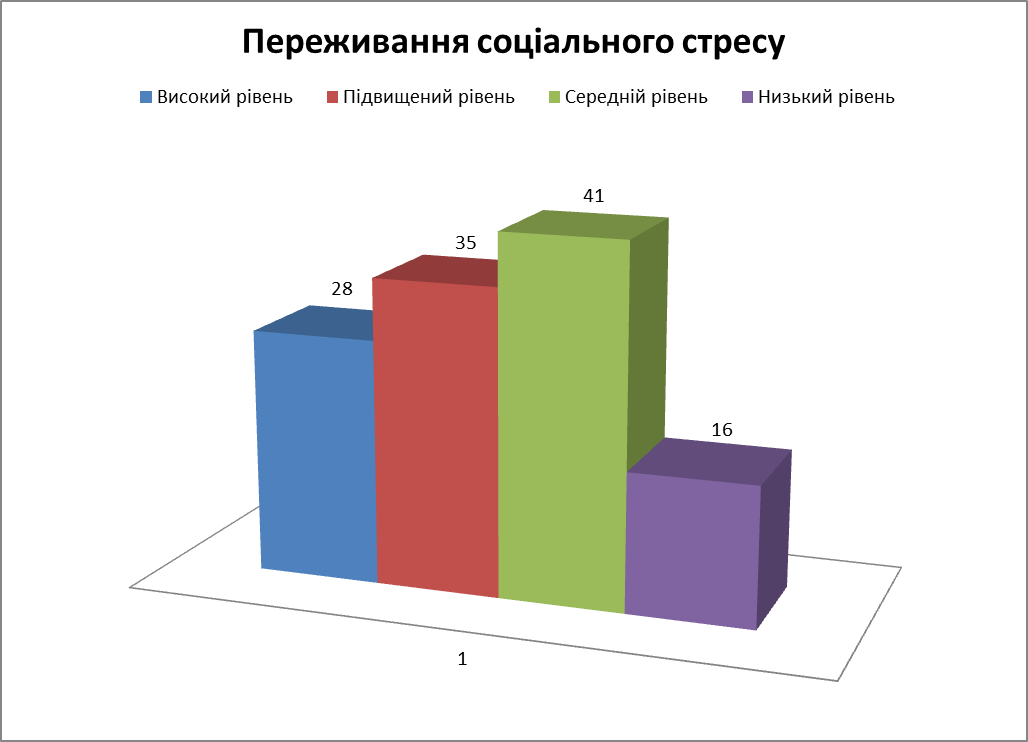 Переживання соціального стресу
Високий рівень Підвищений рівень Середній рівень Низький рівень
41
35
28
16
1